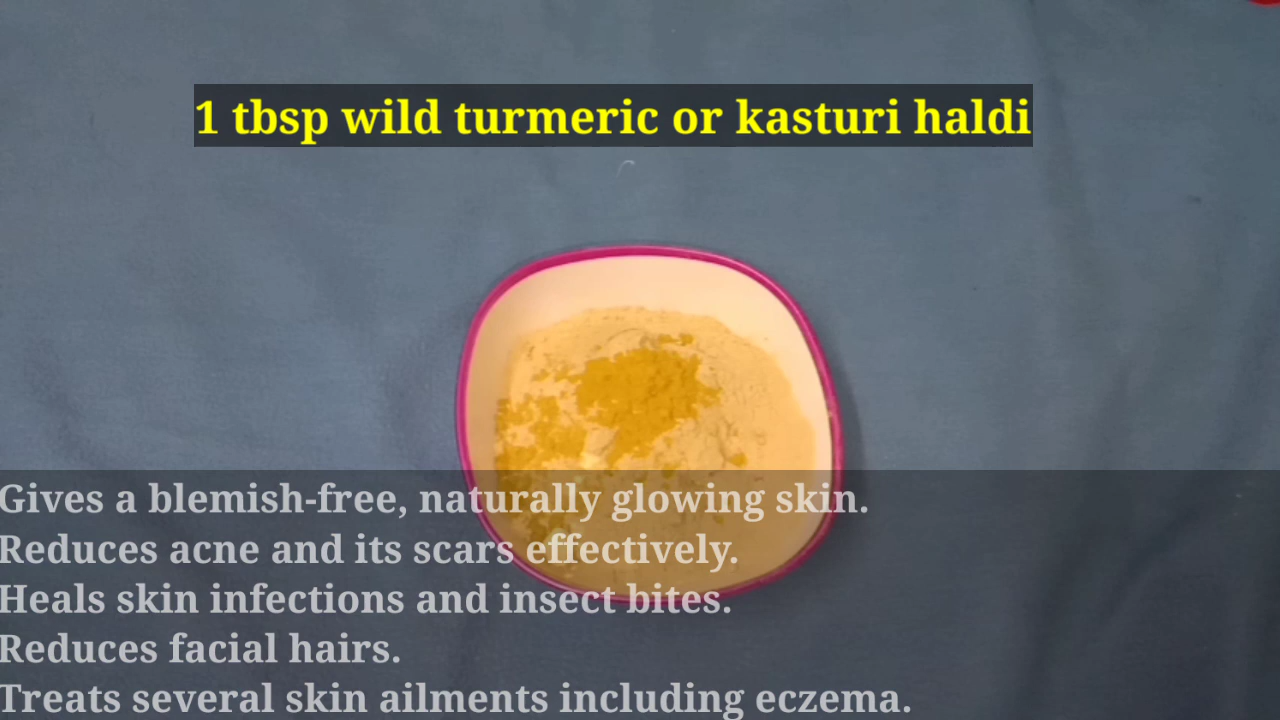 1 tbsp wild turmeric or kasturi haldi
Gives a blemish-free, naturally glowing skin.
Reduces acne and its scars effectively.
Heals skin infections and insect bites.
Reduces facial hairs.
Treats several skin ailments including eczema.